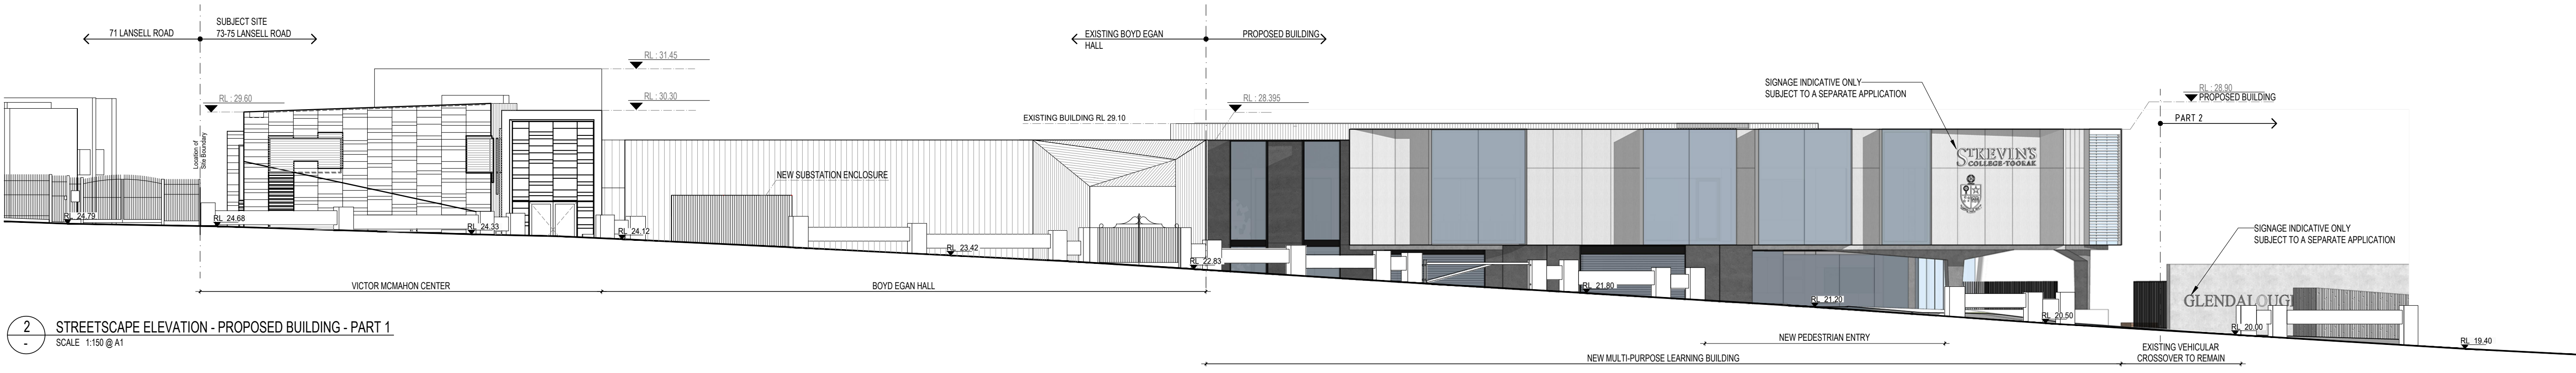 71 LANSELL ROAD
SUBJECT SITE
73-75 LANSELL ROAD
EXISTING BOYD EGAN
HALL
PROPOSED BUILDING
RL : 31.45
RL : 29.60
RL : 30.30
RL : 28.395
EXISTING BUILDING RL 29.10
SIGNAGE INDICATIVE ONLY
SUBJECT TO A SEPARATE APPLICATION
RL : 28.90
PROPOSED BUILDING
PART 2
Location of
Site Boundary
NEW SUBSTATION ENCLOSURE
ST KEVIN'S
COLLEGE-TOORAK
SIGNAGE INDICATIVE ONLY
SUBJECT TO A SEPARATE APPLICATION
GLENDALOUGH
RL 24.79
RL 24.68
RL 24.33
RL 24.12
RL 23.42
RL 22.83
RL 21.80
RL 21.20
RL 20.50
RL 20.00
RL 19.40
VICTOR MCMAHON CENTER
BOYD EGAN HALL
NEW PEDESTRIAN ENTRY
NEW MULTI-PURPOSE LEARNING BUILDING
EXISTING VEHICULAR
CROSSOVER TO REMAIN
2
-
STREETSCAPE ELEVATION - PROPOSED BUILDING - PART 1
SCALE 1:150 @ A1